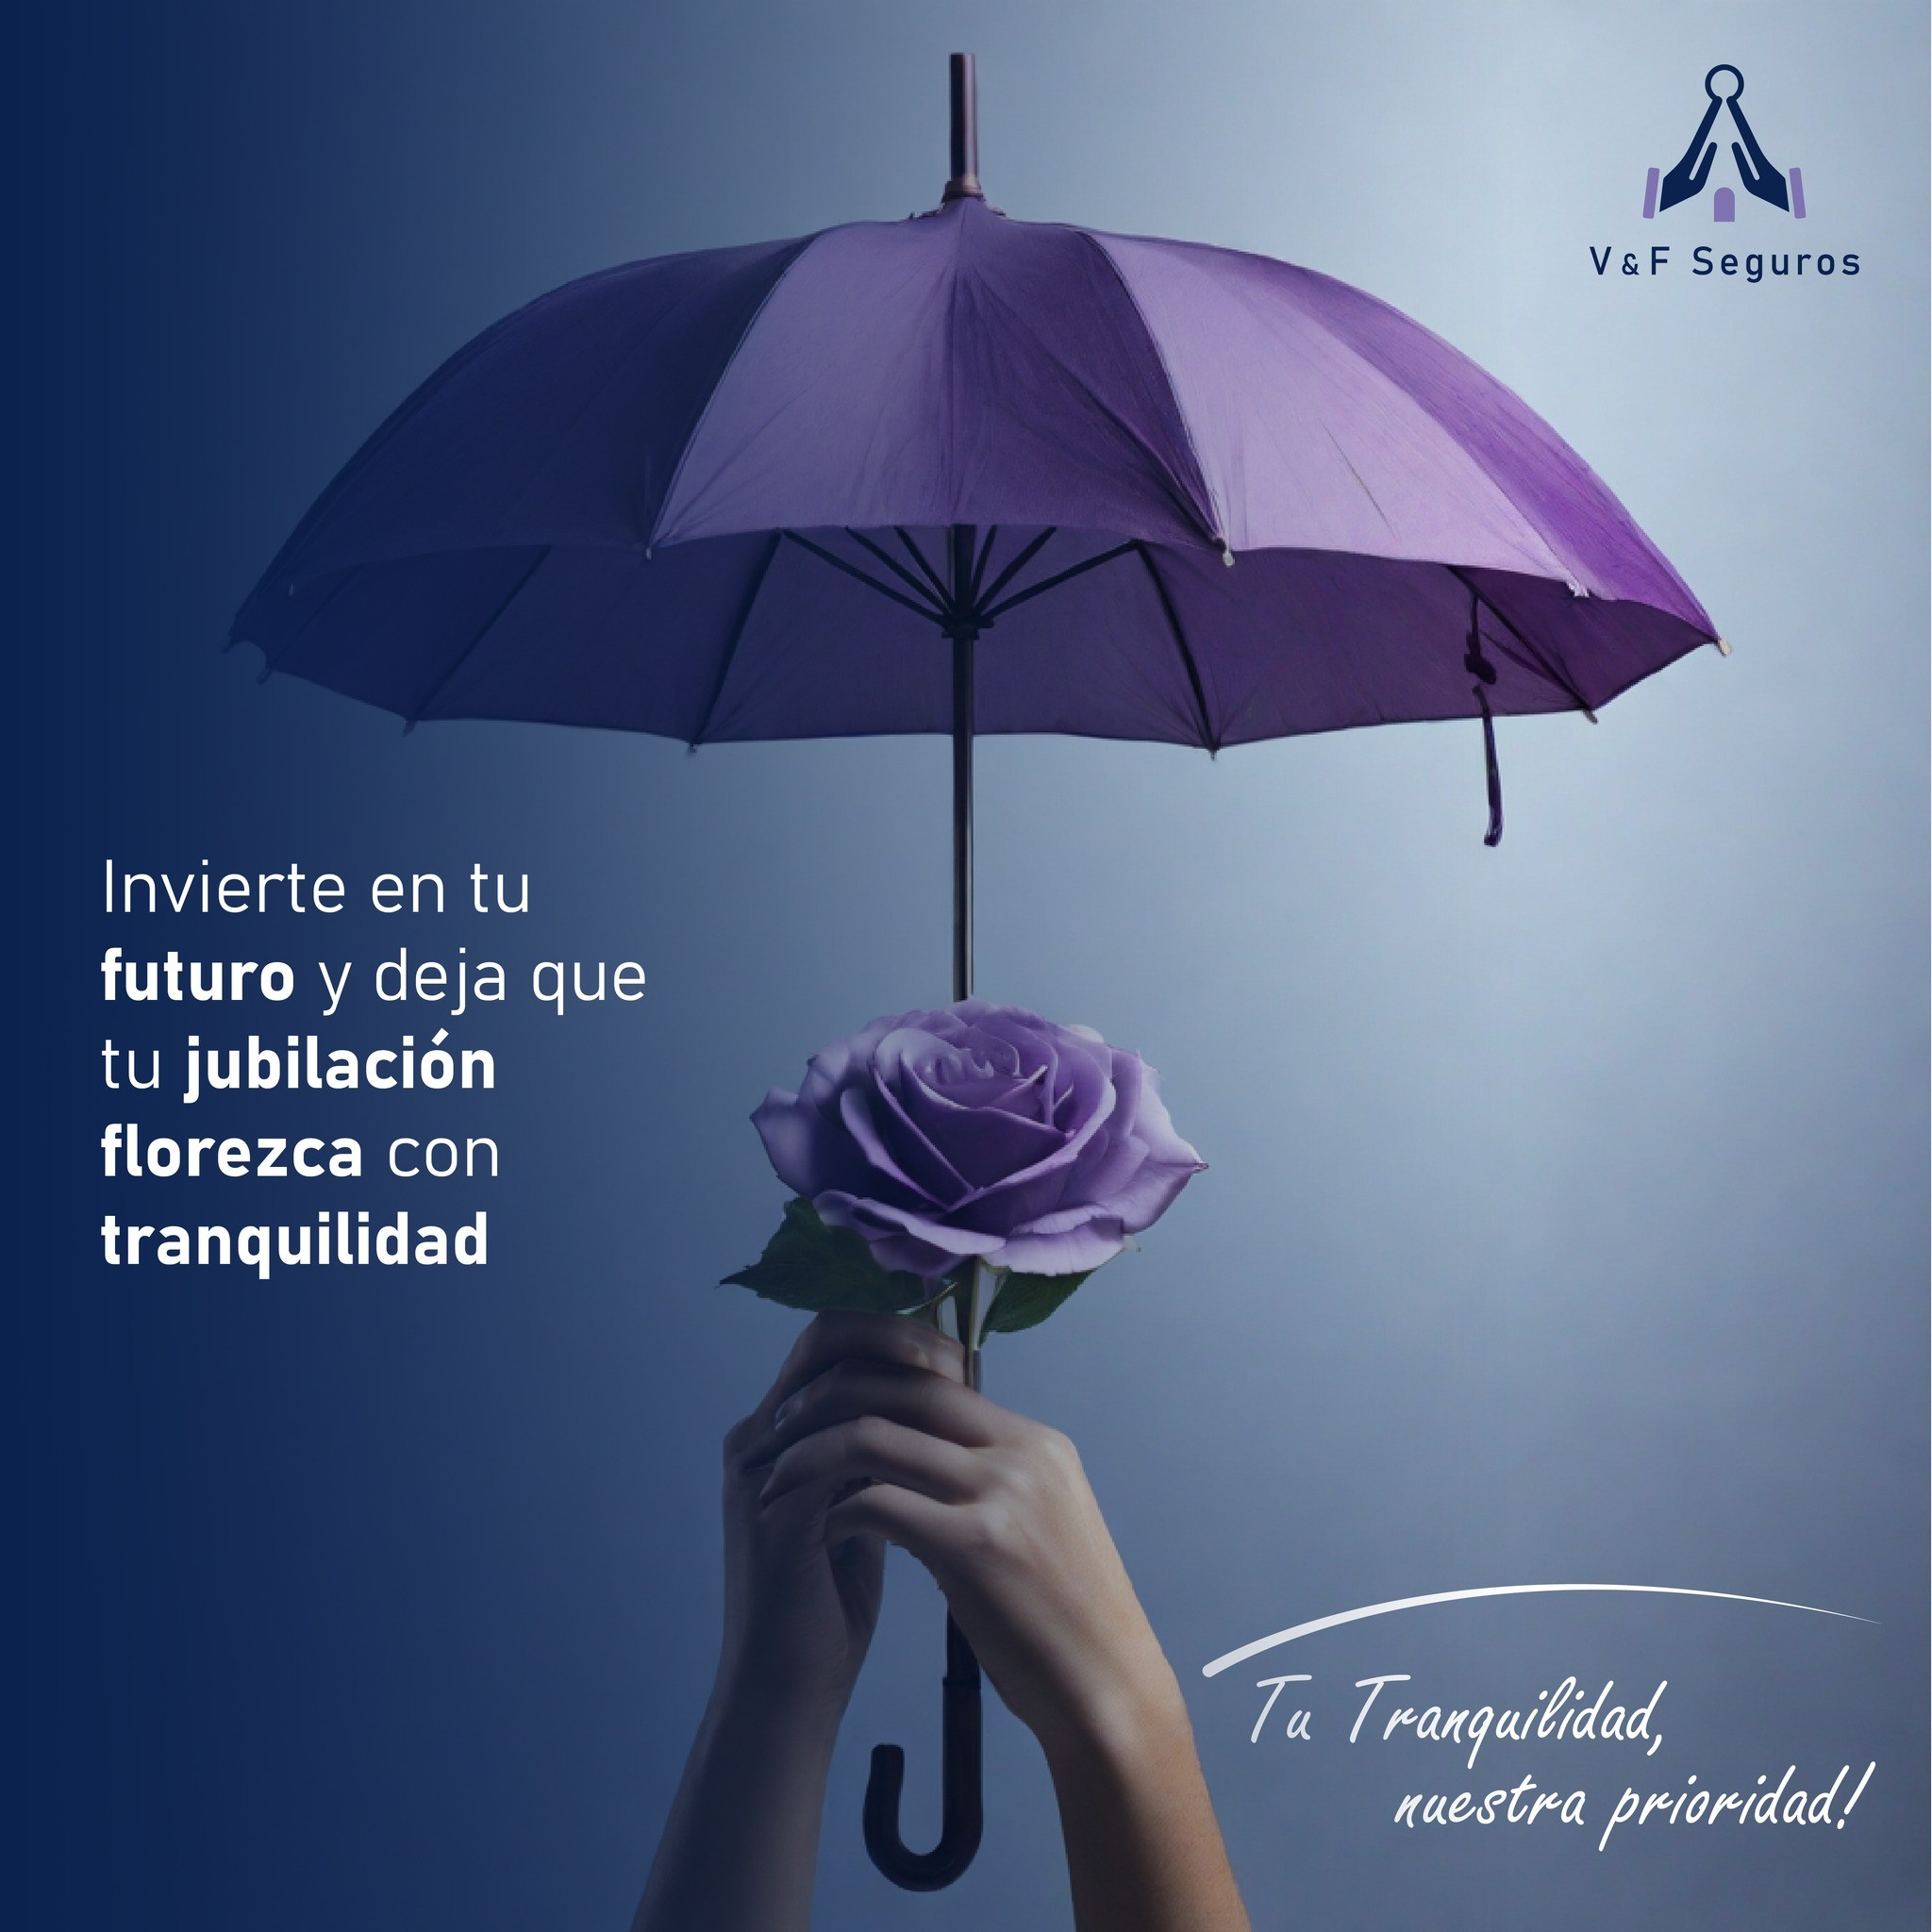 V & F Seguros
Invierte en tu
futuro y deja que
tu jubilación
florezca con
tranquilidad
Tu Tranquilidad,
nuestra prioridad!